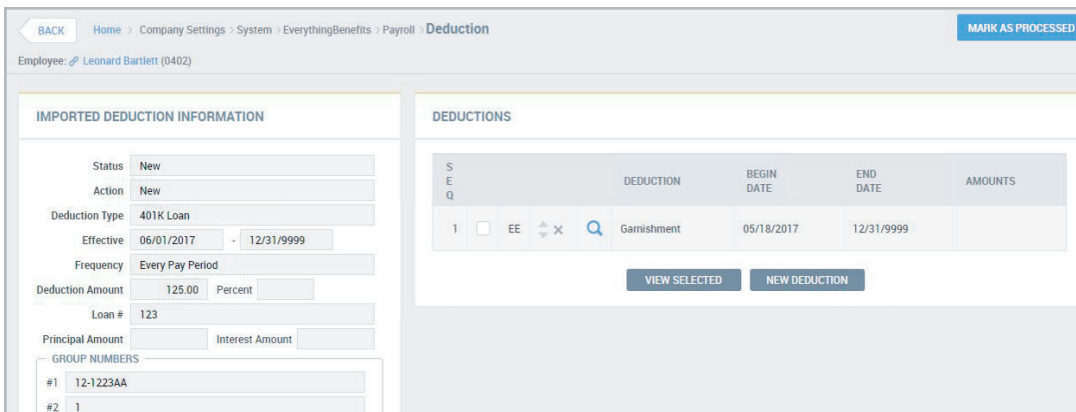 BACK Home > Company Settings > System > EverythingBenefits > Payroll > Deduction MARK AS PROCESSED
Employee: Leonard Bartlett (0402)
IMPORTED DEDUCTION INFORMATION
Status New
Action New
Deduction Type 401K Loan
Effective 06/01/2017 - 12/31/9999
Frequency Every Pay Period
Deduction Amount 125.00 Percent
Loan # 123
Principal Amount Interest Amount
GROUP NUMBERS
#1 12-1223AA
#2 1
DEDUCTIONS
SEQ DEDUCTION BEGIN DATE END DATE AMOUNTS
1 EE Garnishment 05/18/2017 12/31/9999
VIEW SELECTED NEW DEDUCTION